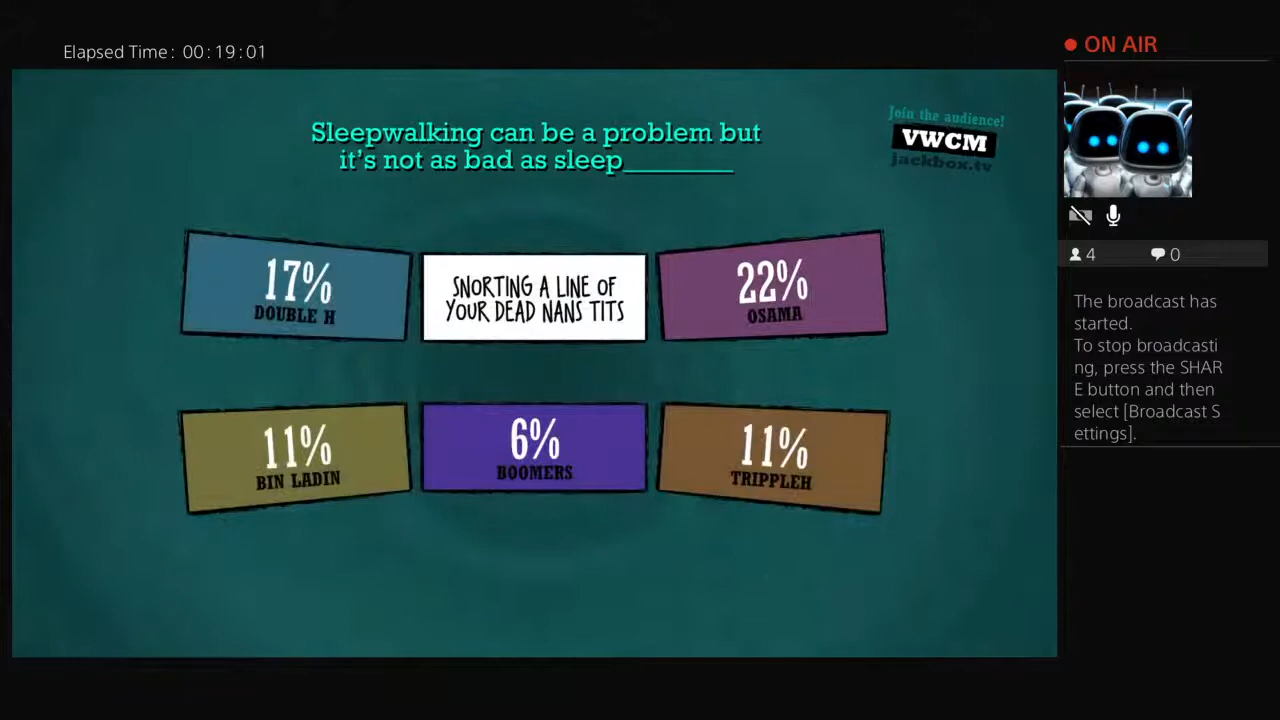 Elapsed Time: 00:19:01
ON AIR
Sleepwalking can be a problem but
it's not as bad as sleep_________
Join the audience!
VWCM
jackbox.tv
17%
DOUBLE H
SNORTING A LINE OF
YOUR DEAD NANS TITS
22%
OSAMA
11%
BIN LADIN
6%
BOOMERS
11%
TRIPPLEH
4
0
The broadcast has
started.
To stop broadcasti
ng, press the SHAR
E button and then
select [Broadcast S
ettings].